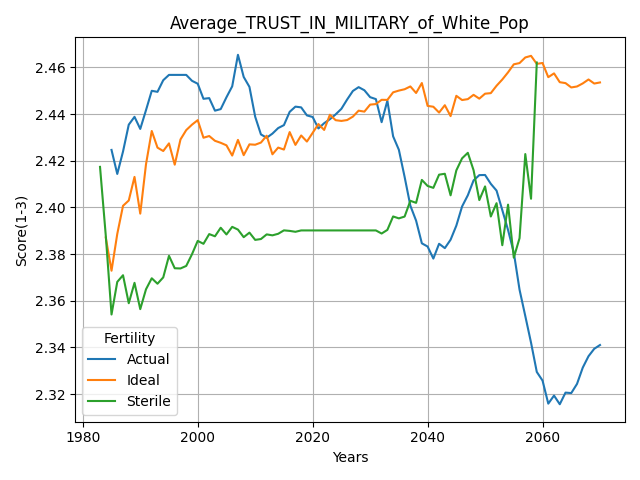 Average_TRUST_IN_MILITARY_of_White_Pop
Score(1-3)
2.46
2.44
2.42
2.40
2.38
2.36
2.34
2.32
Fertility
Actual
Ideal
Sterile
1980
2000
2020
2040
2060
Years